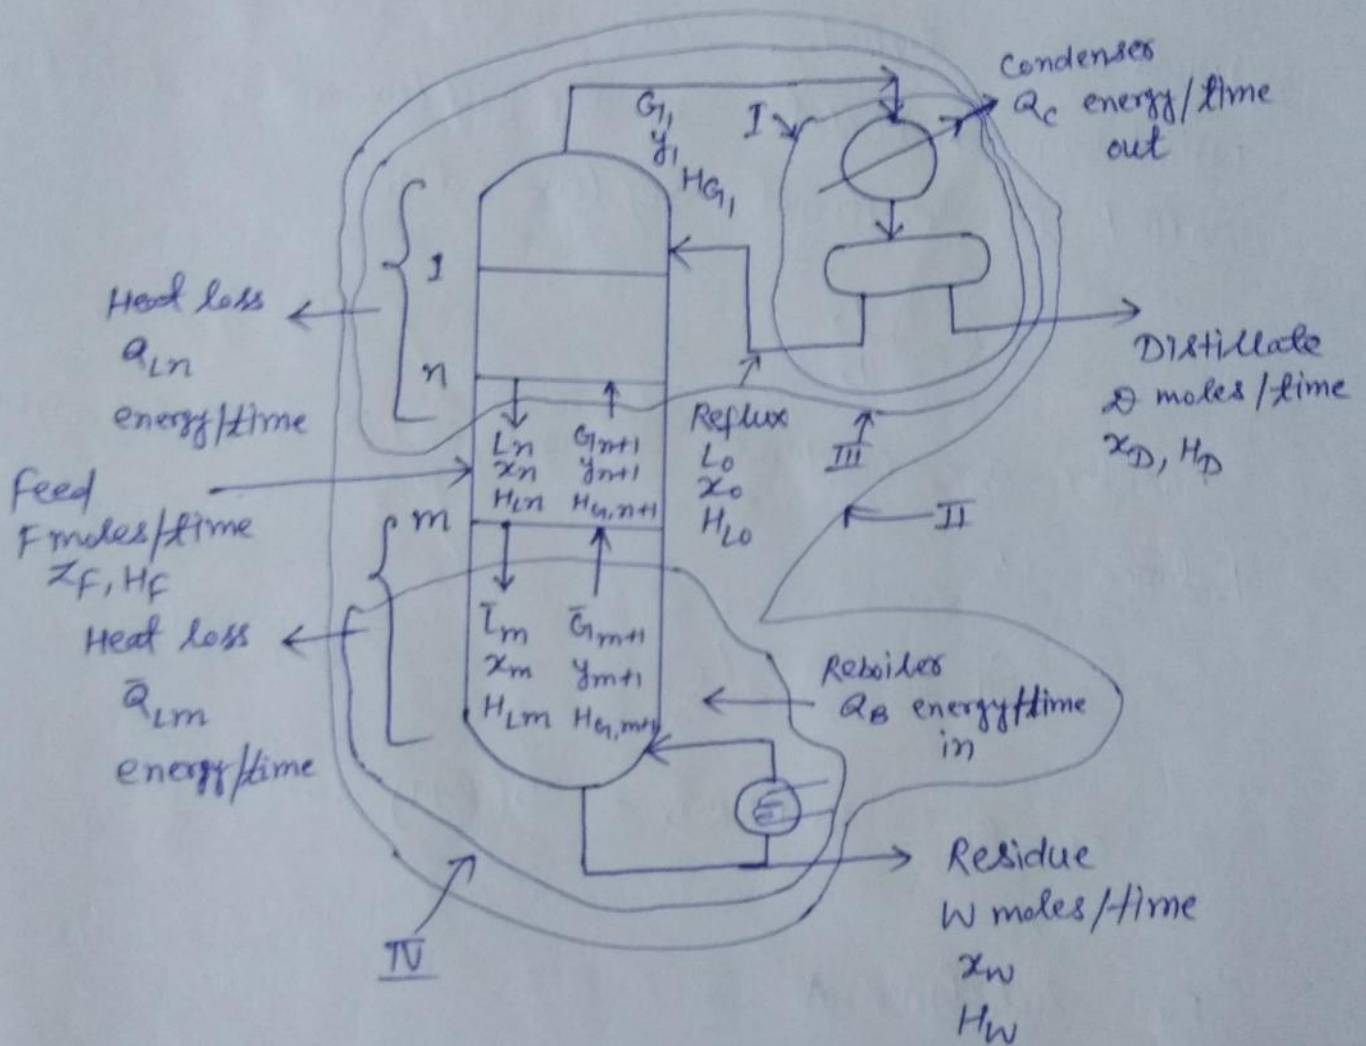 Condenser
Qc energy/time
out
G1,
y1
HG1,
I
Heat loss
QLn
energy/time
1
n
Distillate
D moles/time
xD, HD
Ln
xn
HLn
Gn+1
yn+1
HG,n+1
Reflux
L0
x0
HL0
III
II
Feed
F moles/time
ZF, HF
m
Heat loss
Q̄Lm
energy/time
L̄m
xm
HLm
Ḡm+1
ym+1
HG,m+1
Reboiler
QB energy/time
in
Residue
W moles/time
xW
HW
IV